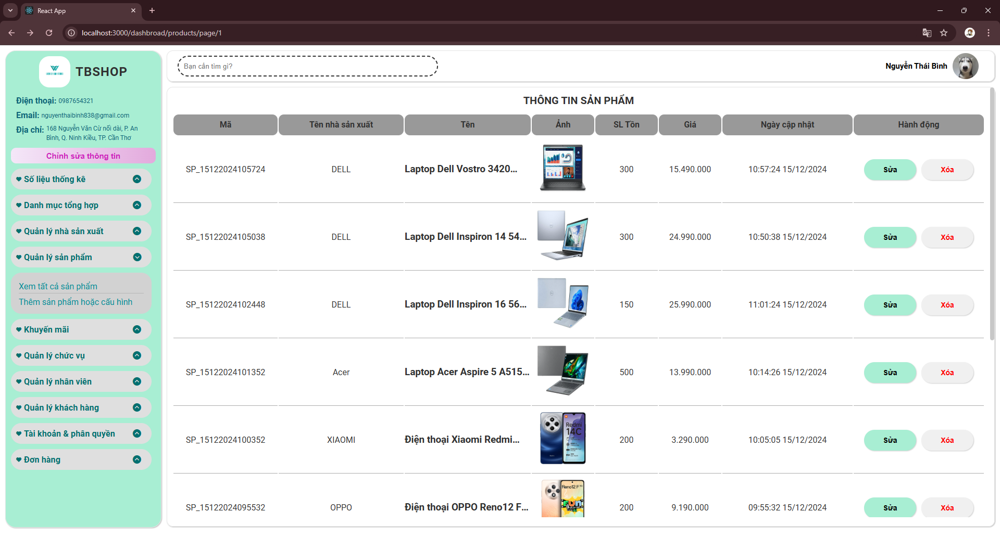 React App
localhost:3000/dashbroad/products/page/1
TBSHOP
Điện thoại: 0987654321
Email: nguyenthaibinh838@gmail.com
Địa chỉ: 168 Nguyễn Văn Cừ nối dài, P. An
Bình, Q. Ninh Kiều, TP. Cần Thơ
Chỉnh sửa thông tin
Số liệu thống kê
Danh mục tổng hợp
Quản lý nhà sản xuất
Quản lý sản phẩm
Xem tất cả sản phẩm
Thêm sản phẩm hoặc cấu hình
Khuyến mãi
Quản lý chức vụ
Quản lý nhân viên
Quản lý khách hàng
Tài khoản & phân quyền
Đơn hàng
Bạn cần tìm gì?
Nguyễn Thái Bình
THÔNG TIN SẢN PHẨM
Mã Tên nhà sản xuất Tên Ảnh SL Tồn Giá Ngày cập nhật Hành động
SP_15122024105724 DELL Laptop Dell Vostro 3420... 300 15.490.000 10:57:24 15/12/2024 Sửa Xóa
SP_15122024105038 DELL Laptop Dell Inspiron 14 54... 300 24.990.000 10:50:38 15/12/2024 Sửa Xóa
SP_15122024102448 DELL Laptop Dell Inspiron 16 56... 150 25.990.000 11:01:24 15/12/2024 Sửa Xóa
SP_15122024101352 Acer Laptop Acer Aspire 5 A515... 500 13.990.000 10:14:26 15/12/2024 Sửa Xóa
SP_15122024100352 XIAOMI Điện thoại Xiaomi Redmi... Redmi 14C 200 3.290.000 10:05:05 15/12/2024 Sửa Xóa
SP_15122024095532 OPPO Điện thoại OPPO Reno12 F... Reno12 F FUN 200 9.190.000 09:55:32 15/12/2024 Sửa Xóa